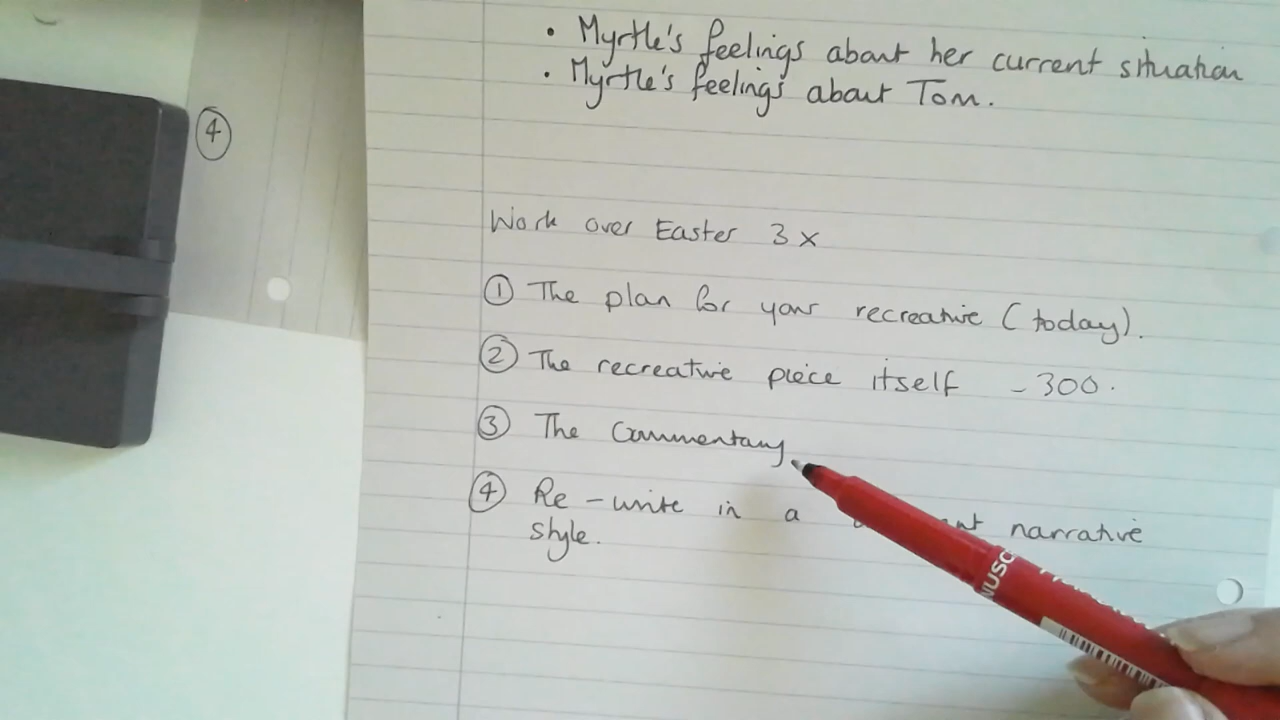 • Myrtle's feelings about her current situation
• Myrtle's feelings about Tom.
④
Work over Easter 3 x
① The plan for your recreative (today).
② The recreative piece itself - 300.
③ The Commentary
④ Re-write in a narrative
style.